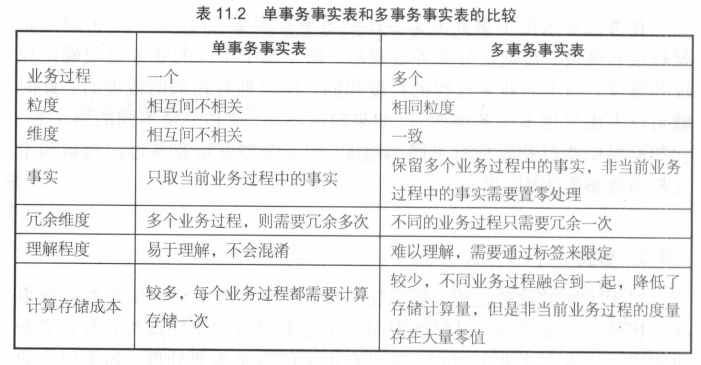 表 11.2 单事务事实表和多事务事实表的比较
单事务事实表 多事务事实表
业务过程 一个 多个
粒度 相互间不相关 相同粒度
维度 相互间不相关 一致
事实 只取当前业务过程中的事实 保留多个业务过程中的事实，非当前业务
过程中的事实需要置零处理
冗余维度 多个业务过程，则需要冗余多次 不同的业务过程只需要冗余一次
理解程度 易于理解，不会混淆 难以理解，需要通过标签来限定
计算存储成本 较多，每个业务过程都需要计算
存储一次
较少，不同业务过程融合到一起，降低了
存储计算量，但是非当前业务过程的度量
存在大量零值